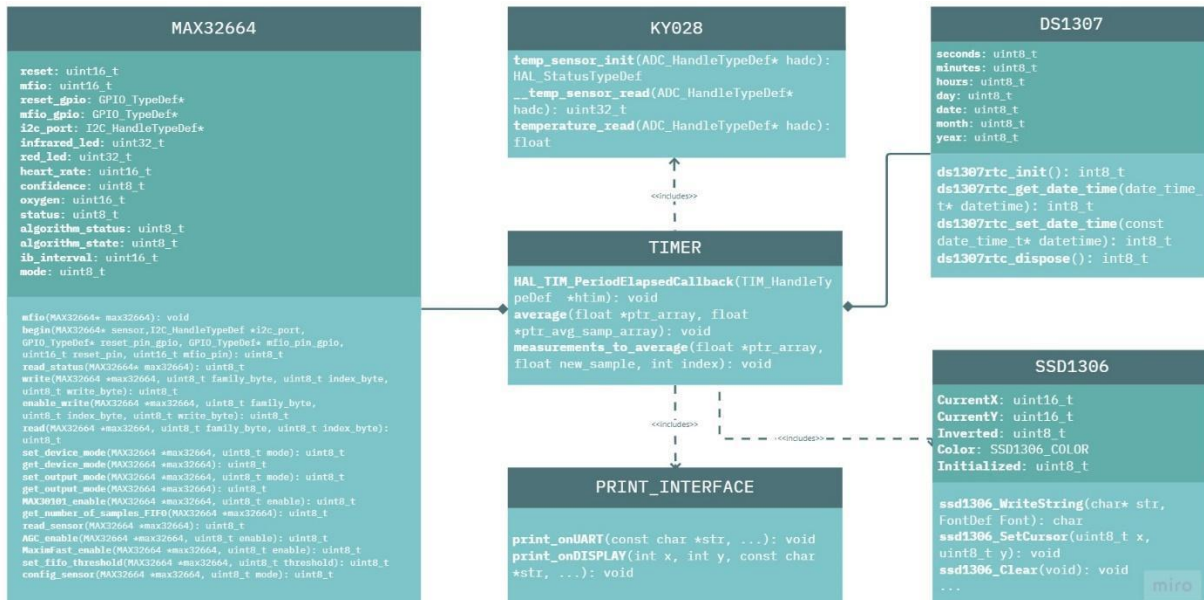 MAX32664
reset: uint16_t
mfio: uint16_t
reset_gpio: GPIO_TypeDef*
mfio_gpio: GPIO_TypeDef*
i2c_port: I2C_HandleTypeDef*
infrared_led: uint32_t
red_led: uint32_t
heart_rate: uint16_t
confidence: uint8_t
oxygen: uint16_t
status: uint8_t
algorithm_status: uint8_t
algorithm_state: uint8_t
ib_interval: uint16_t
mode: uint8_t
mfio(MAX32664* max32664): void
begin(MAX32664* sensor,I2C_HandleTypeDef *i2c_port,
GPIO_TypeDef* reset_pin_gpio, GPIO_TypeDef* mfio_pin_gpio,
uint16_t reset_pin, uint16_t mfio_pin): uint8_t
read_status(MAX32664* max32664): uint8_t
write(MAX32664 *max32664, uint8_t family_byte, uint8_t index_byte,
uint8_t write_byte): uint8_t
enable_write(MAX32664 *max32664, uint8_t family_byte,
uint8_t index_byte, uint8_t write_byte): uint8_t
read(MAX32664 *max32664, uint8_t family_byte, uint8_t index_byte):
uint8_t
set_device_mode(MAX32664 *max32664, uint8_t mode): uint8_t
get_device_mode(MAX32664 *max32664): uint8_t
set_output_mode(MAX32664 *max32664, uint8_t mode): uint8_t
get_output_mode(MAX32664 *max32664): uint8_t
MAX30101_enable(MAX32664 *max32664, uint8_t enable): uint8_t
get_number_of_samples_FIFO(MAX32664 *max32664): uint8_t
read_sensor(MAX32664 *max32664): uint8_t
AGC_enable(MAX32664 *max32664, uint8_t enable): uint8_t
MaximFast_enable(MAX32664 *max32664, uint8_t enable): uint8_t
set_fifo_threshold(MAX32664 *max32664, uint8_t threshold): uint8_t
config_sensor(MAX32664 *max32664, uint8_t mode): uint8_t
KY028
temp_sensor_init(ADC_HandleTypeDef* hadc):
HAL_StatusTypeDef
__temp_sensor_read(ADC_HandleTypeDef*
hadc): uint32_t
temperature_read(ADC_HandleTypeDef* hadc):
float
<<includes>>
TIMER
HAL_TIM_PeriodElapsedCallback(TIM_HandleTy
peDef *htim): void
average(float *ptr_array, float
*ptr_avg_samp_array): void
measurements_to_average(float *ptr_array,
float new_sample, int index): void
<<includes>>
<<includes>>
PRINT_INTERFACE
print_onUART(const char *str, ...): void
print_onDISPLAY(int x, int y, const char
*str, ...): void
DS1307
seconds: uint8_t
minutes: uint8_t
hours: uint8_t
day: uint8_t
date: uint8_t
month: uint8_t
year: uint8_t
ds1307rtc_init(): int8_t
ds1307rtc_get_date_time(date_time_
t* datetime): int8_t
ds1307rtc_set_date_time(const
date_time_t* datetime): int8_t
ds1307rtc_dispose(): int8_t
SSD1306
CurrentX: uint16_t
CurrentY: uint16_t
Inverted: uint8_t
Color: SSD1306_COLOR
Initialized: uint8_t
ssd1306_WriteString(char* str,
FontDef Font): char
ssd1306_SetCursor(uint8_t x,
uint8_t y): void
ssd1306_Clear(void): void
...
miro